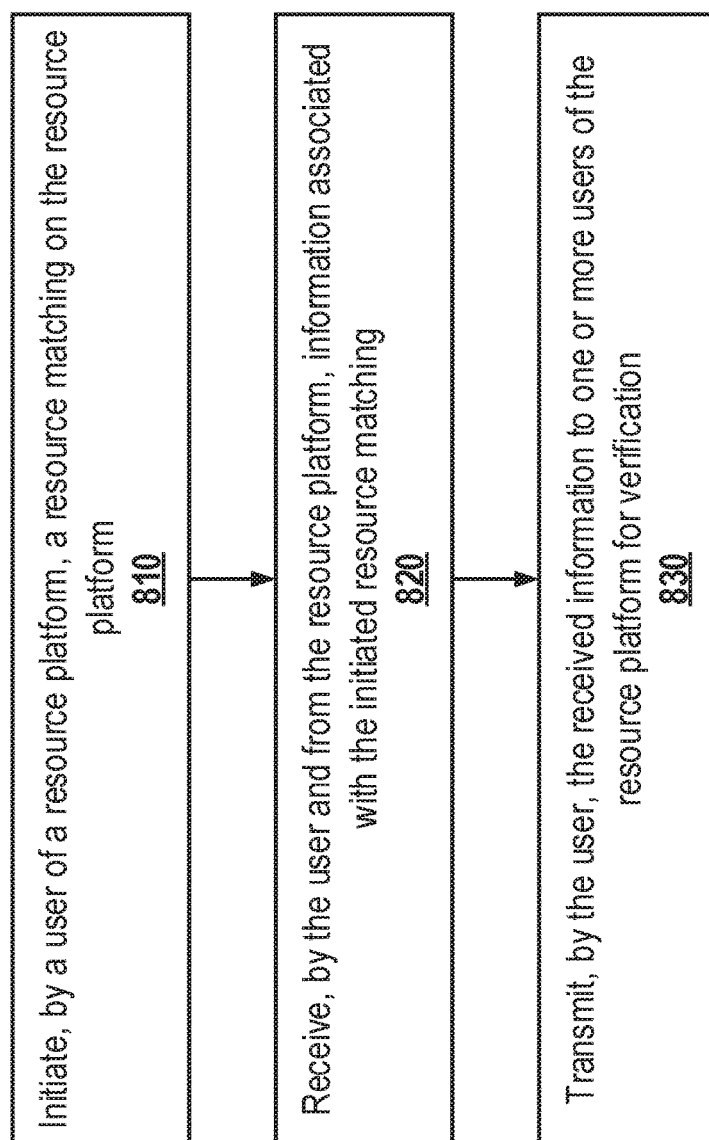 Initiate, by a user of a resource platform, a resource matching on the resource
platform
810
Receive, by the user and from the resource platform, information associated
with the initiated resource matching
820
Transmit, by the user, the received information to one or more users of the
resource platform for verification
830